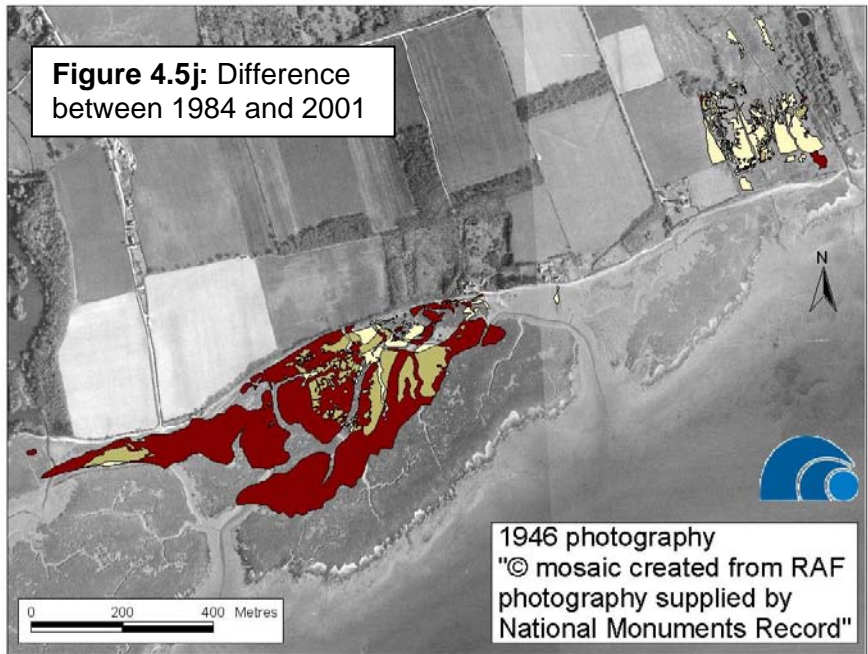 Figure 4.5j: Difference
between 1984 and 2001
N
0 200 400 Metres
1946 photography
"© mosaic created from RAF
photography supplied by
National Monuments Record"